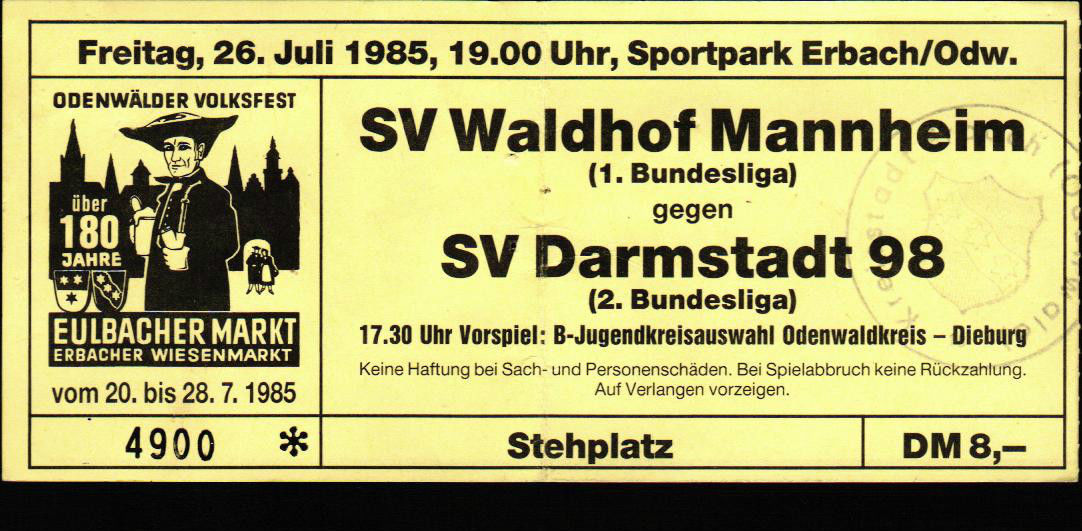 Freitag, 26. Juli 1985, 19.00 Uhr, Sportpark Erbach/Odw.
ODENWÄLDER VOLKSFEST
über
180
JAHRE
EULBACHER MARKT
ERBACHER WIESENMARKT
vom 20. bis 28. 7. 1985
SV Waldhof Mannheim
(1. Bundesliga)
gegen
SV Darmstadt 98
(2. Bundesliga)
17.30 Uhr Vorspiel: B-Jugendkreisauswahl Odenwaldkreis – Dieburg
Keine Haftung bei Sach- und Personenschäden. Bei Spielabbruch keine Rückzahlung.
Auf Verlangen vorzeigen.
4900 *
Stehplatz
DM 8,–
Kreisstadt